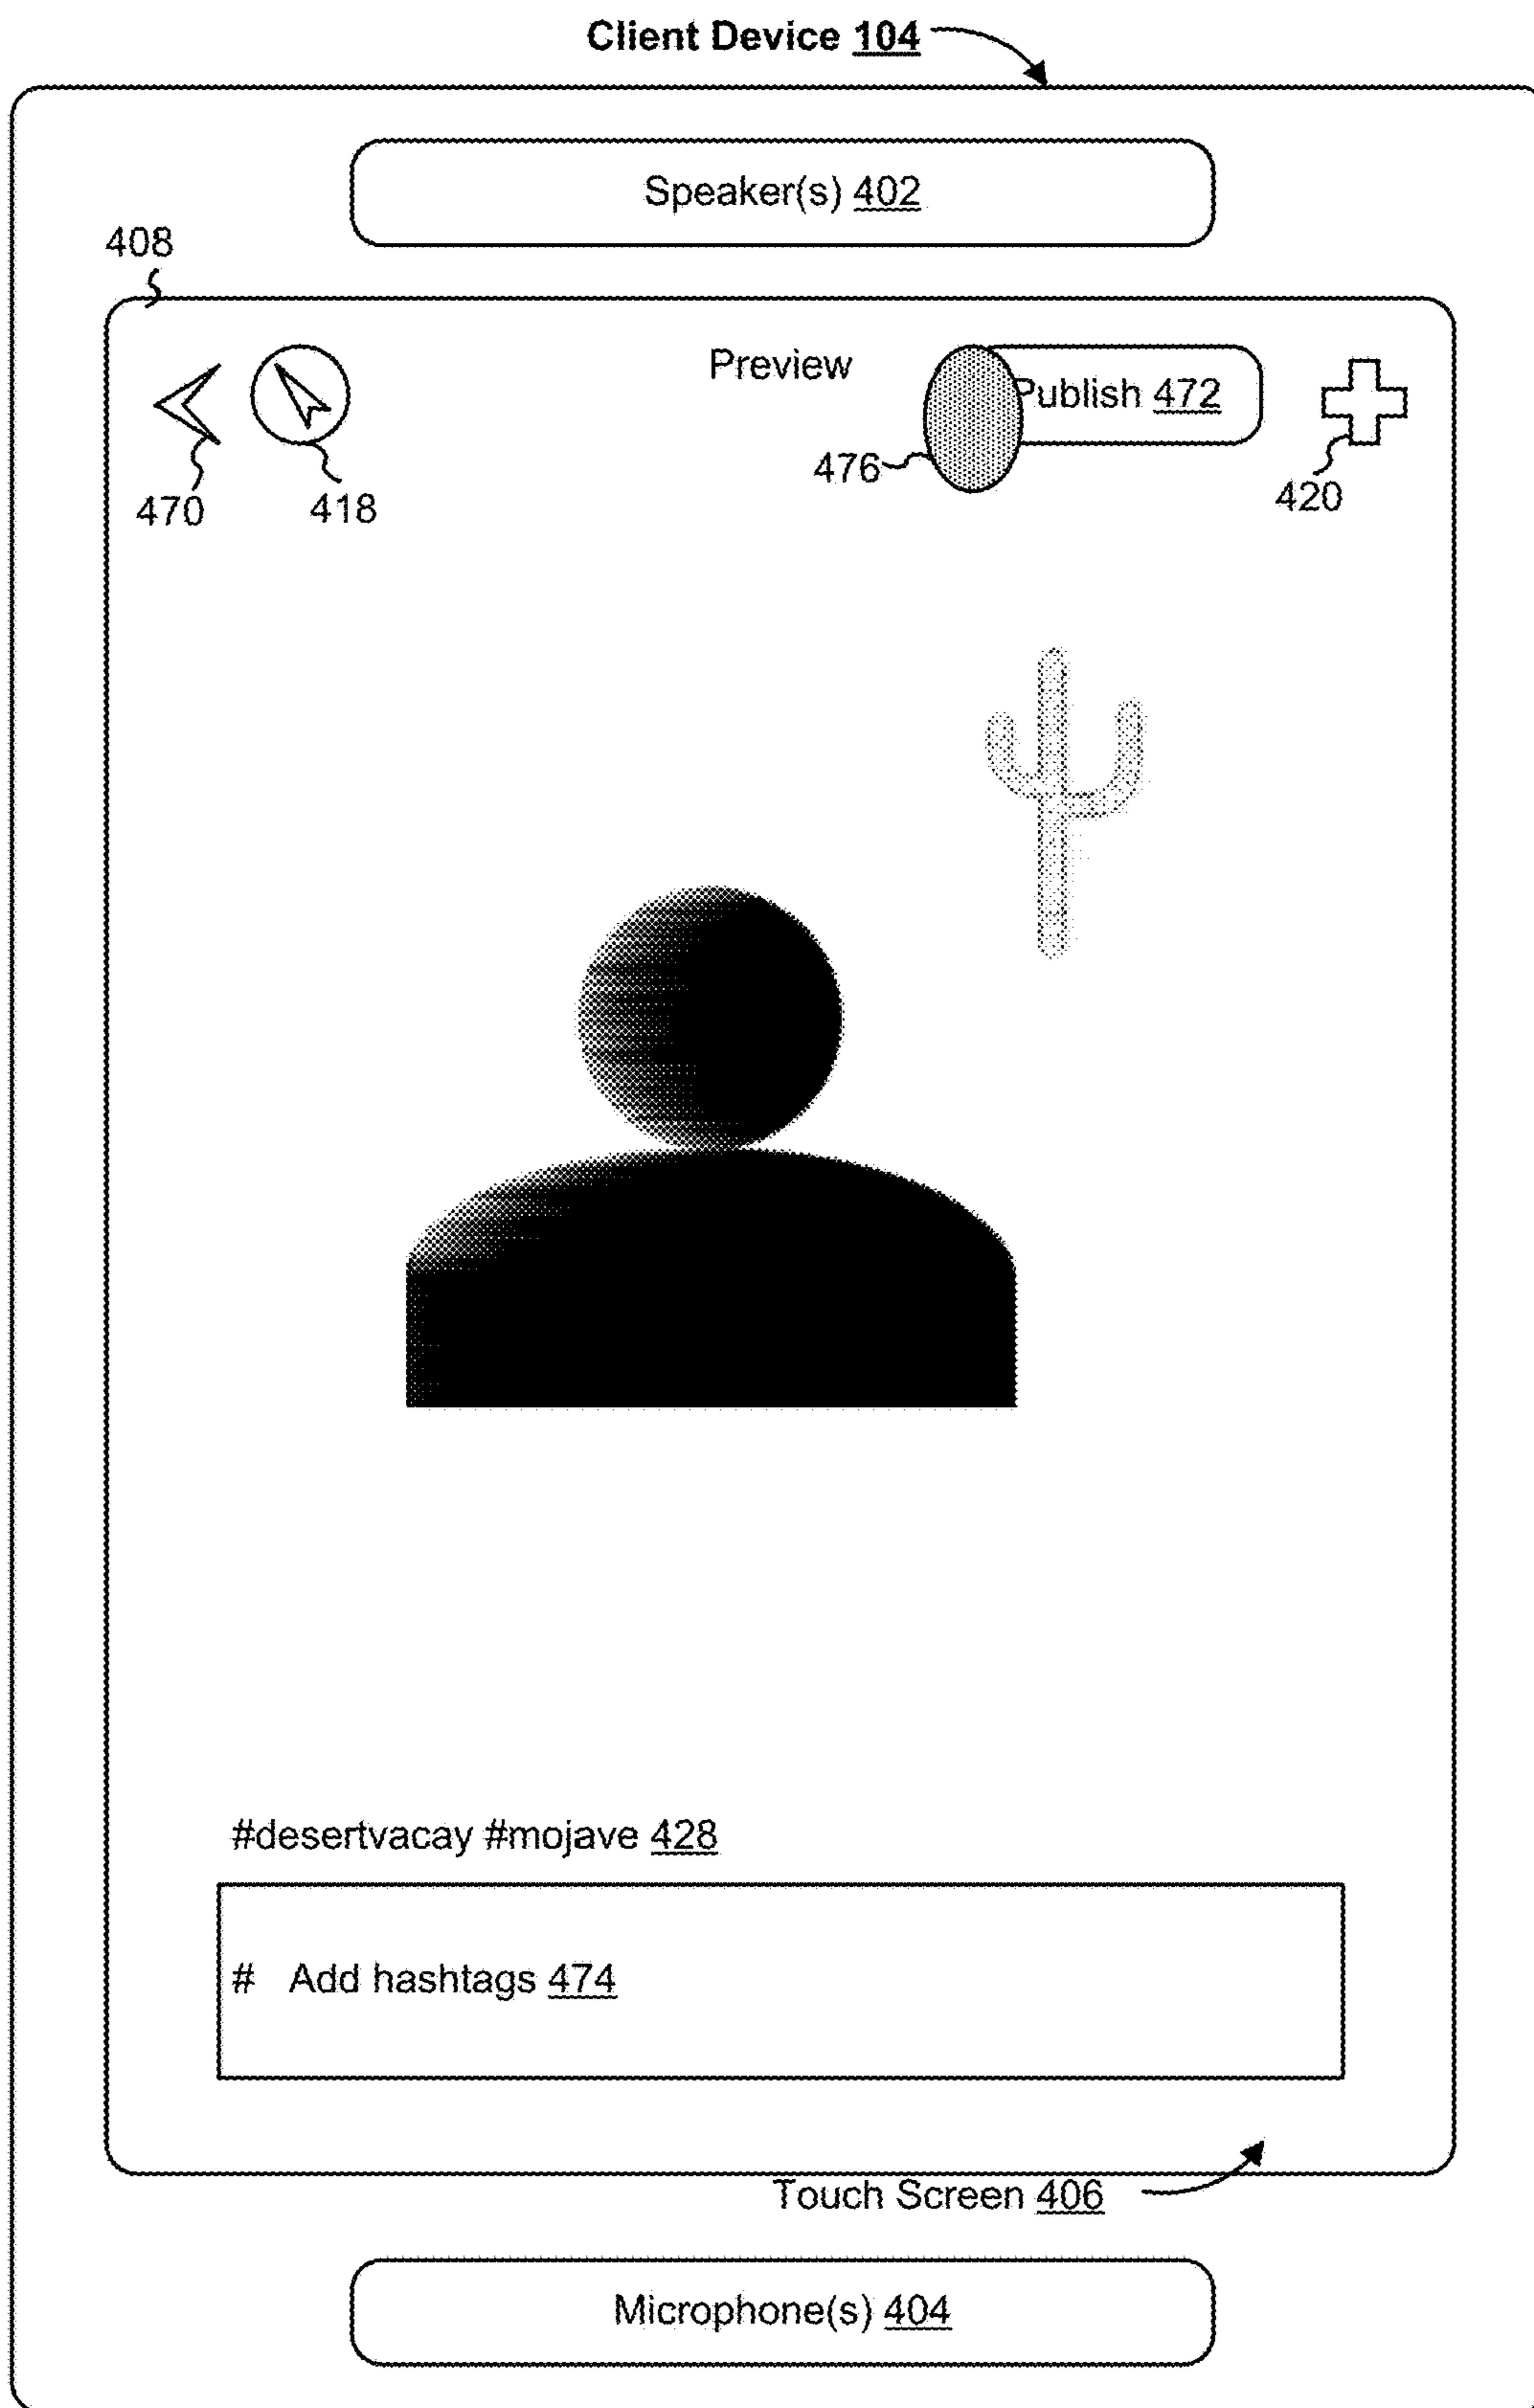 Client Device 104
Speaker(s) 402
408
Preview
Publish 472
476
470
418
420
#desertvacay #mojave 428
# Add hashtags 474
Touch Screen 406
Microphone(s) 404